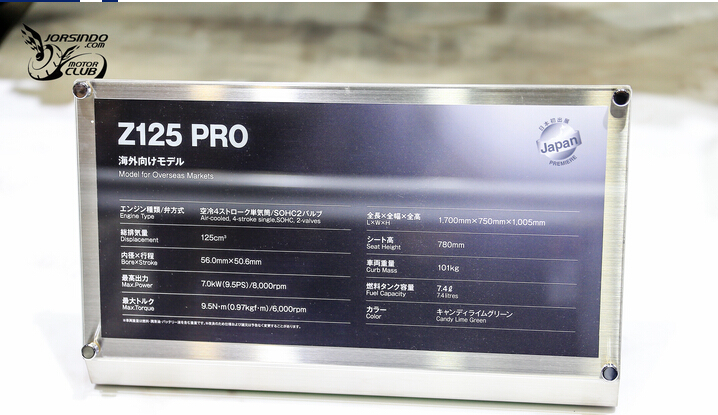 JORSINDO
.COM
MOTOR
CLUB
Z125 PRO
海外向けモデル
Model for Overseas Markets
日本初出展
Japan
PREMIERE
エンジン種類/弁方式 空冷4ストローク単気筒/SOHC2バルブ
Engine Type Air-cooled, 4-stroke single, SOHC, 2-valves
総排気量 125cm³
Displacement
内径×行程 56.0mm×50.6mm
Bore×Stroke
最高出力 7.0kW(9.5PS)/8,000rpm
Max.Power
最大トルク 9.5N・m(0.97kgf・m)/6,000rpm
Max.Torque
全長×全幅×全高 1,700mm×750mm×1,005mm
L×W×H
シート高 780mm
Seat Height
車両重量 101kg
Curb Mass
燃料タンク容量 7.4ℓ
Fuel Capacity 7.4 litres
カラー キャンディライムグリーン
Color Candy Lime Green